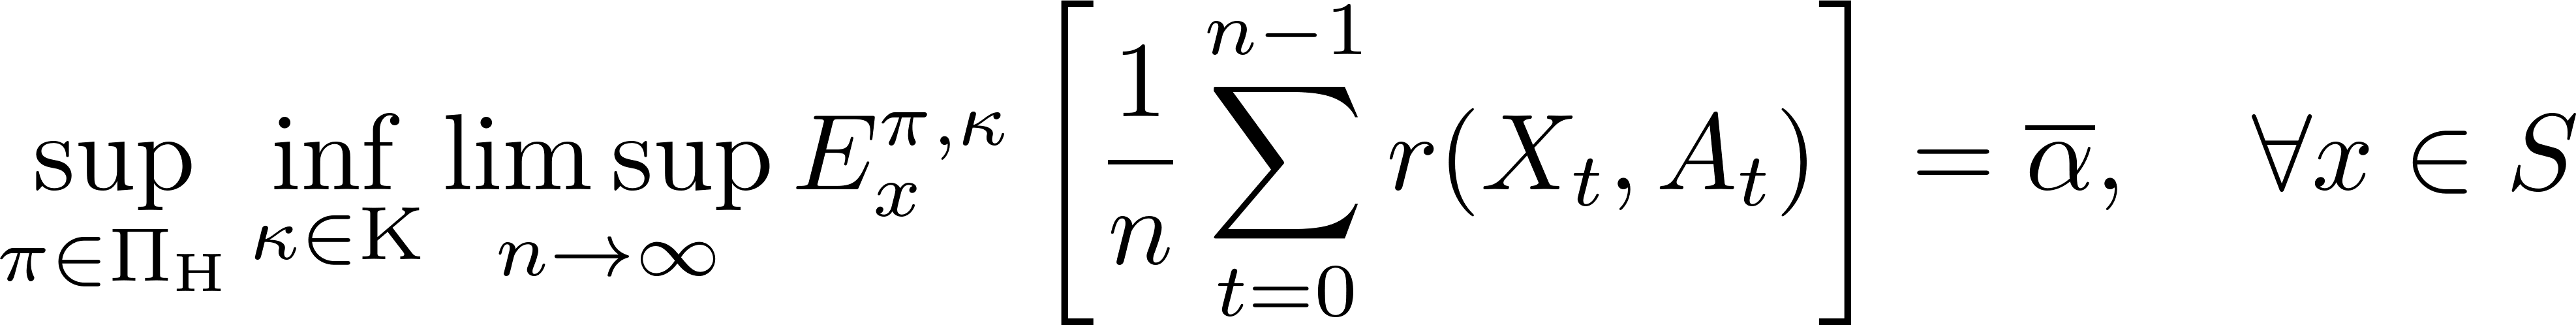 \sup_{\pi \in \Pi_{\mathrm{H}}} \inf_{\kappa \in \mathrm{K}} \limsup_{n \to \infty} E_x^{\pi, \kappa} \left[ \frac{1}{n} \sum_{t=0}^{n-1} r(X_t, A_t) \right] = \overline{\alpha}, \quad \forall x \in S